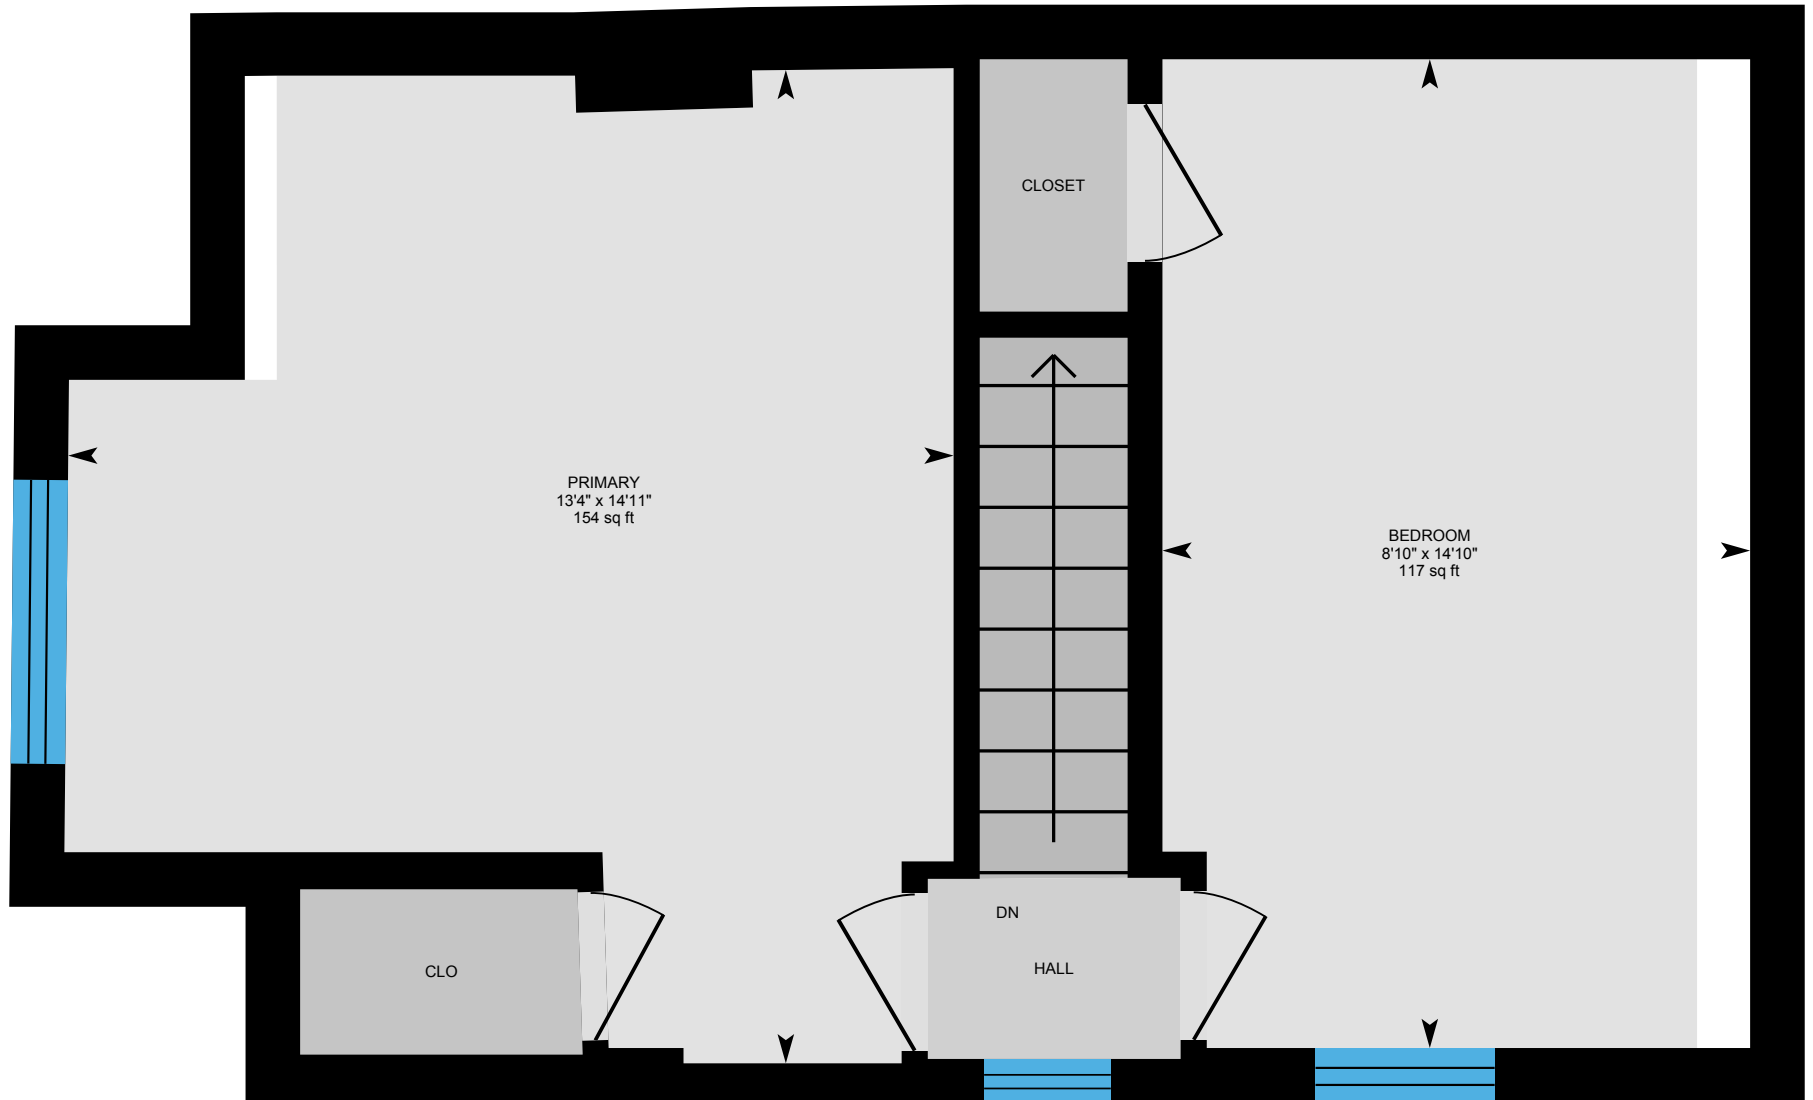 CLOSET
PRIMARY
13'4" x 14'11"
154 sq ft
BEDROOM
8'10" x 14'10"
117 sq ft
DN
HALL
CLO